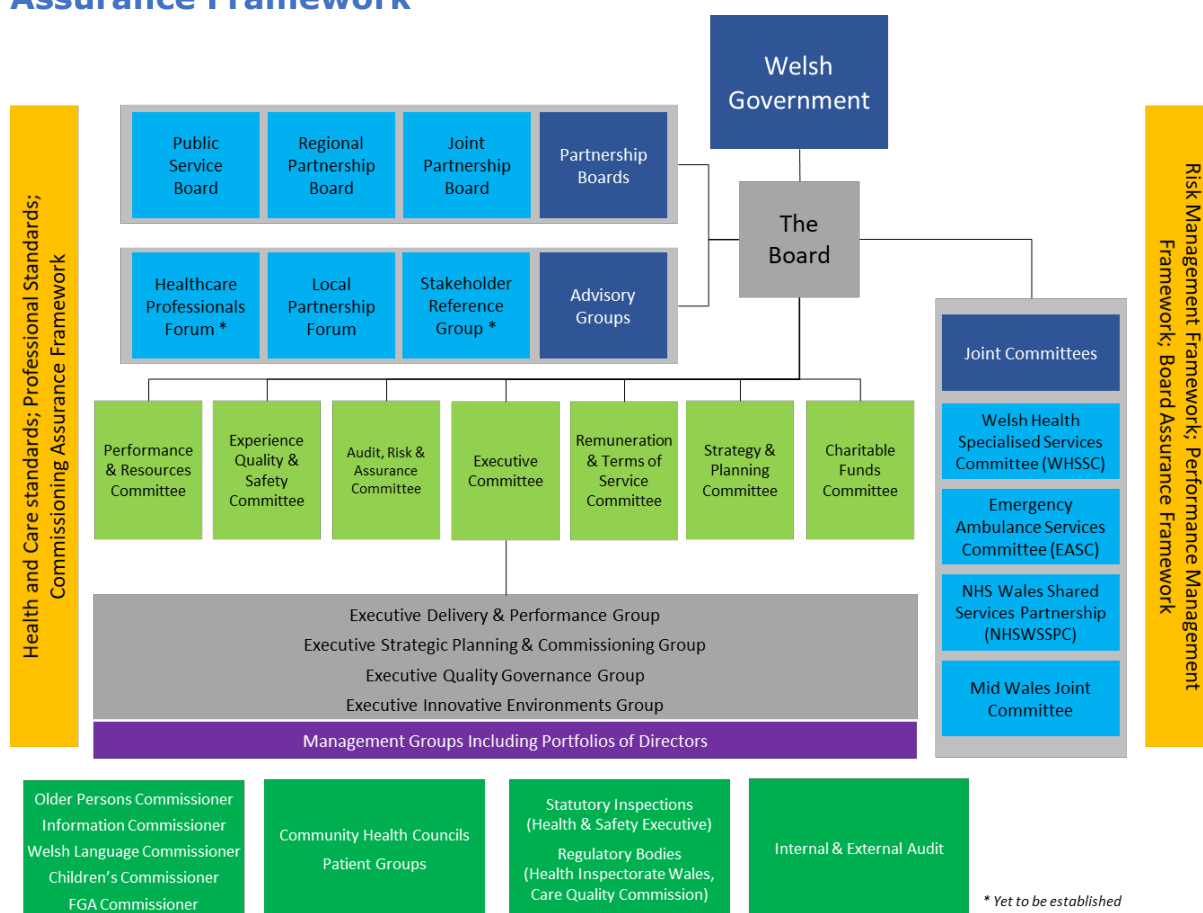 Assurance Framework
Welsh
Government
Health and Care standards; Professional Standards;
Commissioning Assurance Framework
Public
Service
Board
Regional
Partnership
Board
Joint
Partnership
Board
Partnership
Boards
The
Board
Healthcare
Professionals
Forum *
Local
Partnership
Forum
Stakeholder
Reference
Group *
Advisory
Groups
Performance
& Resources
Committee
Experience
Quality &
Safety
Committee
Audit, Risk &
Assurance
Committee
Executive
Committee
Remuneration
& Terms of
Service
Committee
Strategy &
Planning
Committee
Charitable
Funds
Committee
Executive Delivery & Performance Group
Executive Strategic Planning & Commissioning Group
Executive Quality Governance Group
Executive Innovative Environments Group
Management Groups Including Portfolios of Directors
Joint Committees
Welsh Health
Specialised Services
Committee (WHSSC)
Emergency
Ambulance Services
Committee (EASC)
NHS Wales Shared
Services Partnership
(NHSWSSPC)
Mid Wales Joint
Committee
Risk Management Framework; Performance Management
Framework; Board Assurance Framework
Older Persons Commissioner
Information Commissioner
Welsh Language Commissioner
Children’s Commissioner
FGA Commissioner
Community Health Councils
Patient Groups
Statutory Inspections
(Health & Safety Executive)
Regulatory Bodies
(Health Inspectorate Wales,
Care Quality Commission)
Internal & External Audit
* Yet to be established